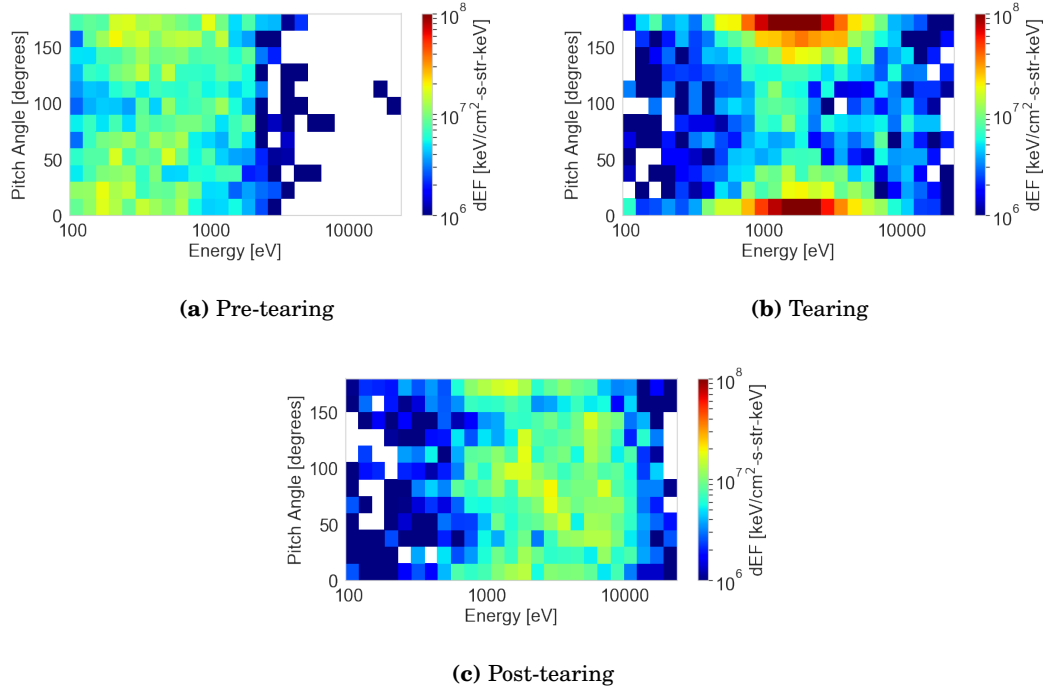 150
100
50
0
Pitch Angle [degrees]
100
1000
10000
Energy [eV]
10^8
10^7
10^6
dEF [keV/cm^2-s-str-keV]
(a) Pre-tearing
150
100
50
0
Pitch Angle [degrees]
100
1000
10000
Energy [eV]
10^8
10^7
10^6
dEF [keV/cm^2-s-str-keV]
(b) Tearing
150
100
50
0
Pitch Angle [degrees]
100
1000
10000
Energy [eV]
10^8
10^7
10^6
dEF [keV/cm^2-s-str-keV]
(c) Post-tearing